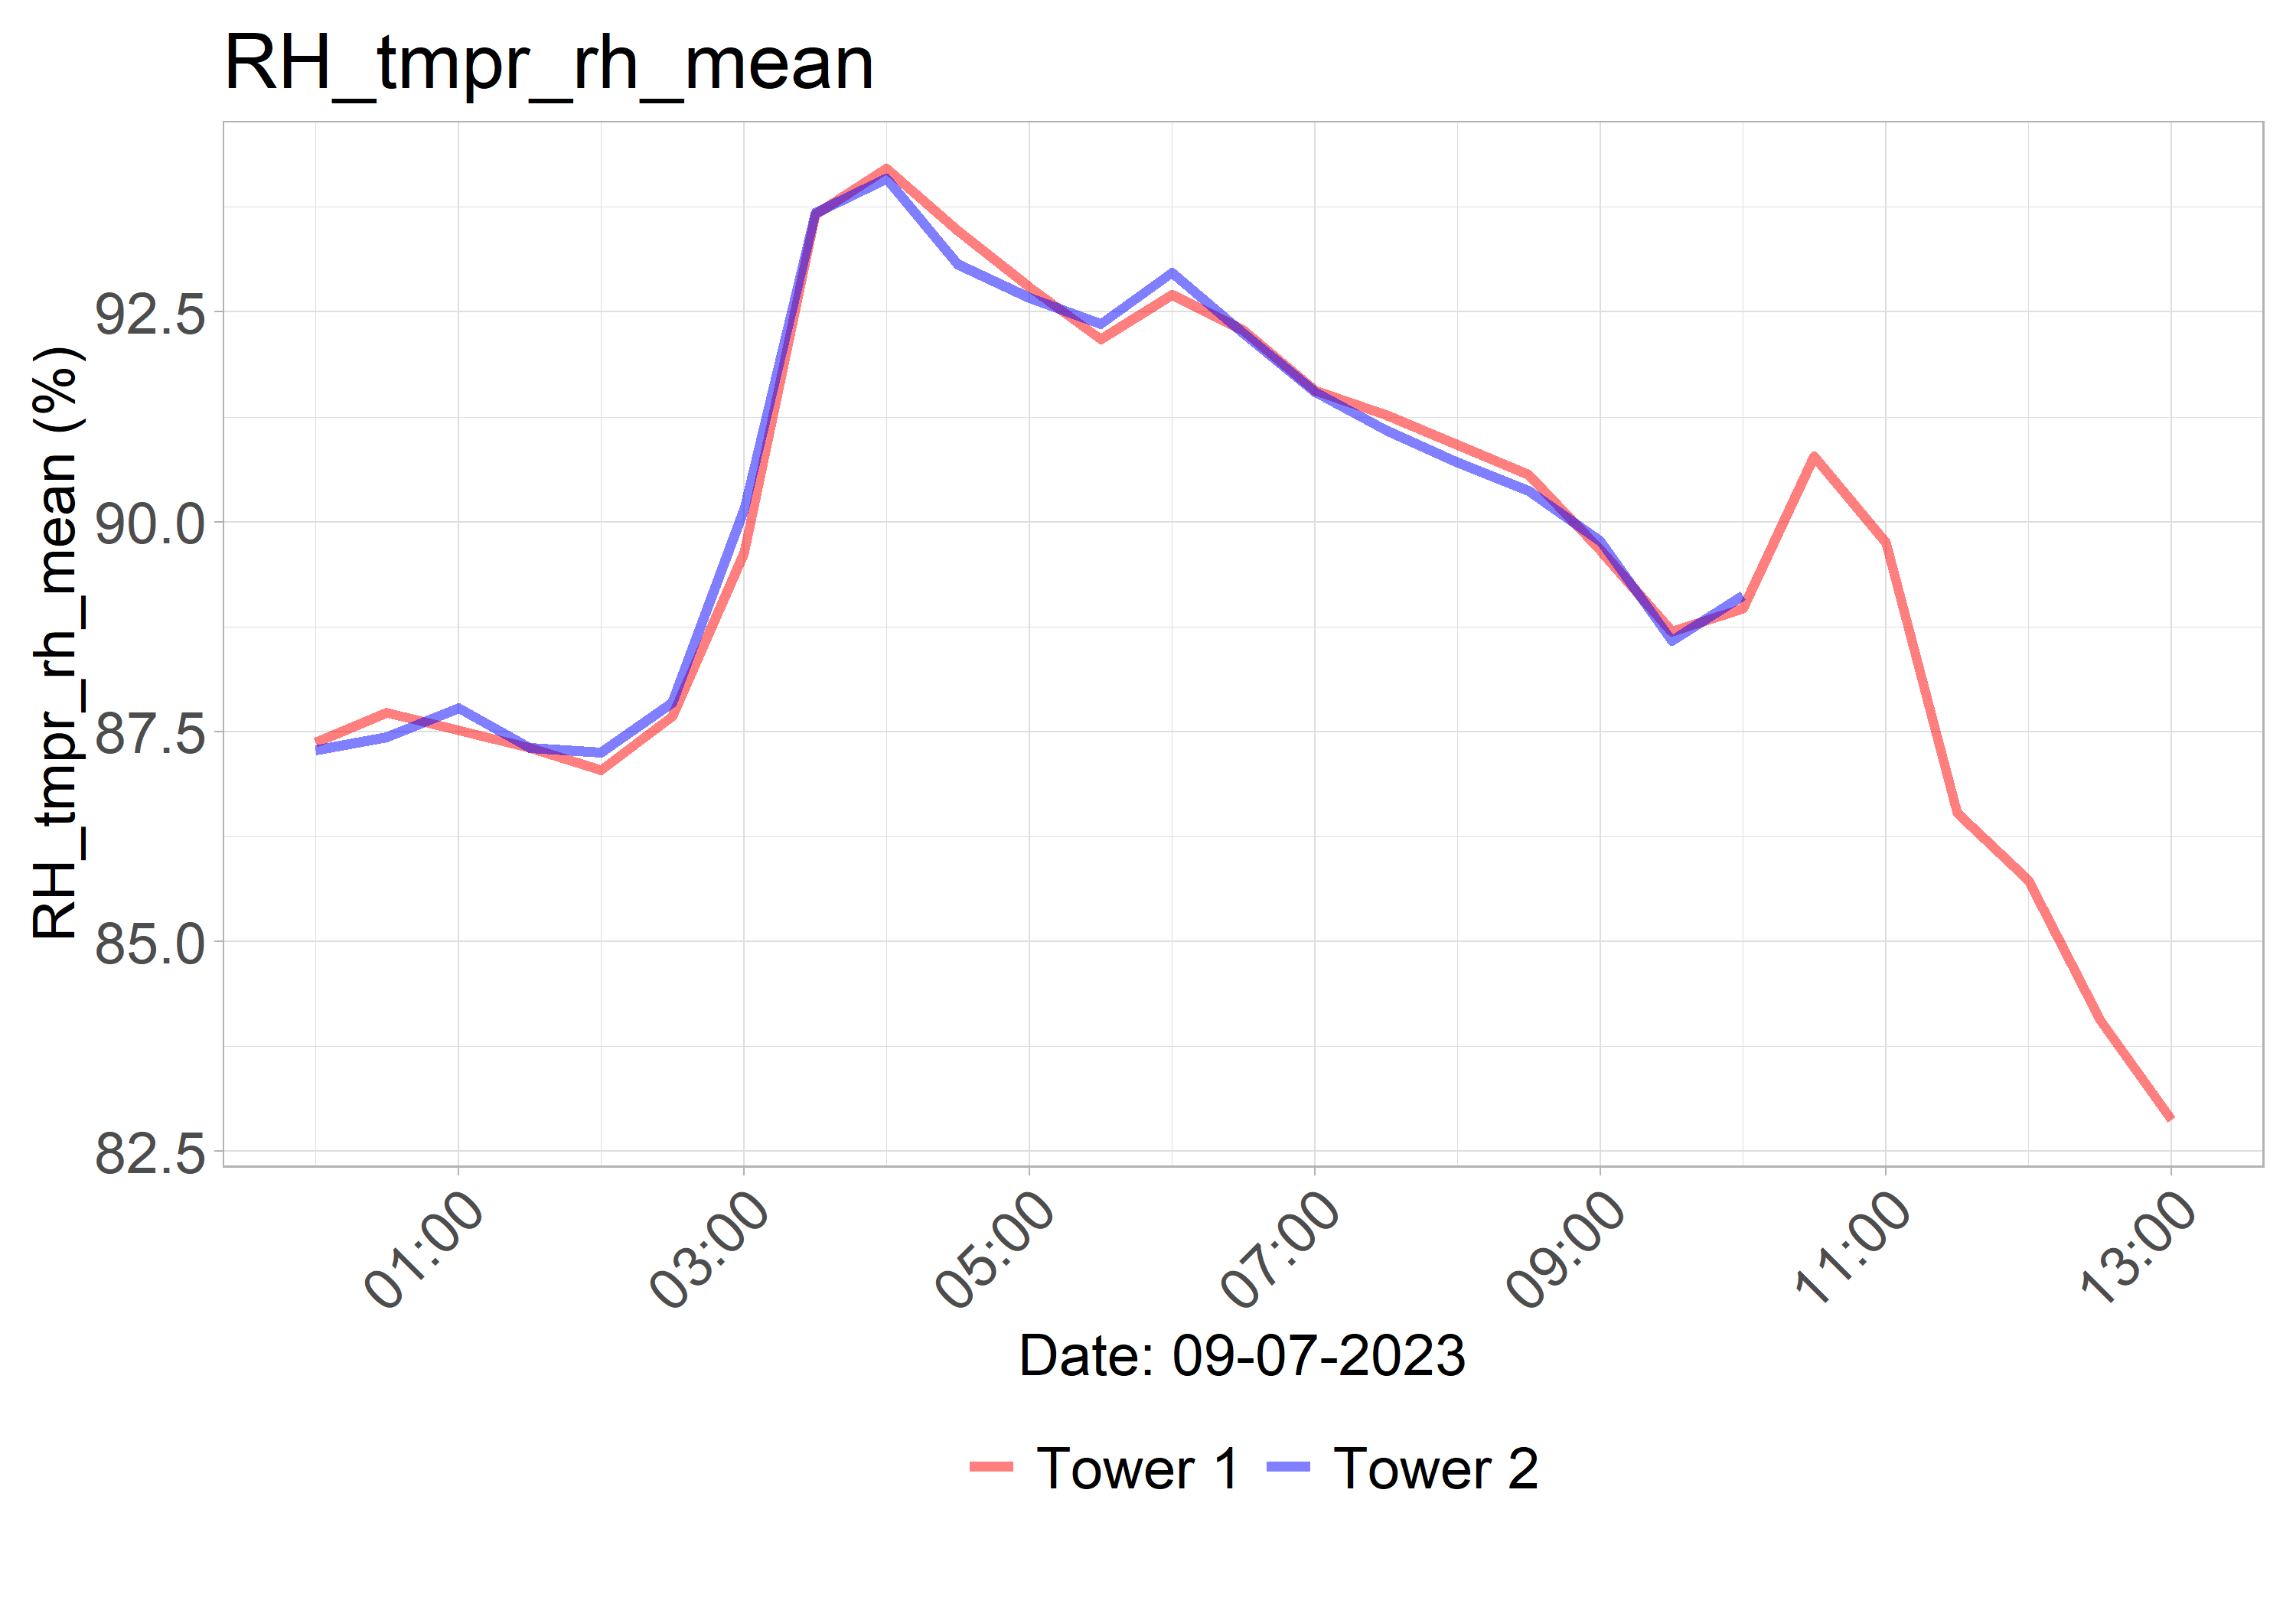 RH_tmpr_rh_mean
RH_tmpr_rh_mean (%)
92.5
90.0
87.5
85.0
82.5
01:00 03:00 05:00 07:00 09:00 11:00 13:00
Date: 09-07-2023
Tower 1 Tower 2